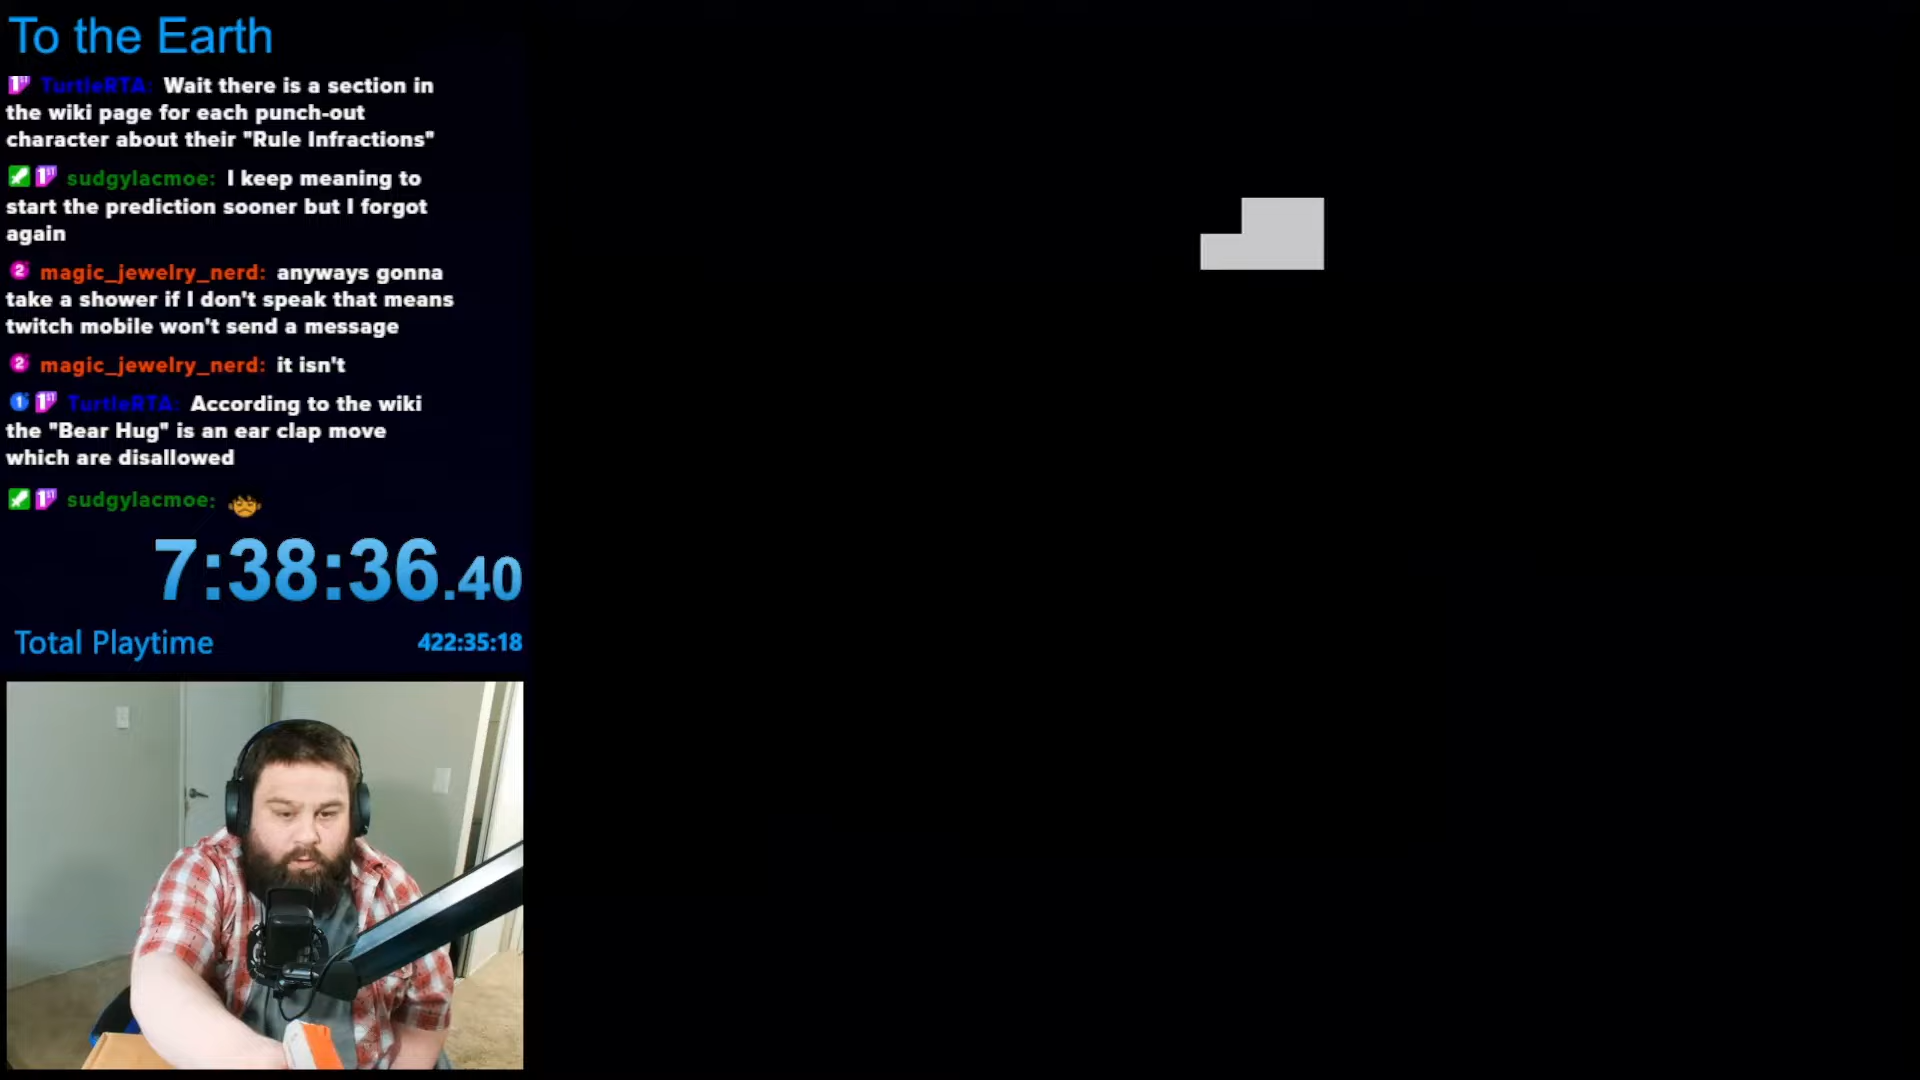 To the Earth
TurtleRTA: Wait there is a section in
the wiki page for each punch-out
character about their "Rule Infractions"
sudgylacmoe: I keep meaning to
start the prediction sooner but I forgot
again
magic_jewelry_nerd: anyways gonna
take a shower if I don't speak that means
twitch mobile won't send a message
magic_jewelry_nerd: it isn't
TurtleRTA: According to the wiki
the "Bear Hug" is an ear clap move
which are disallowed
sudgylacmoe:
7:38:36.40
Total Playtime 422:35:18